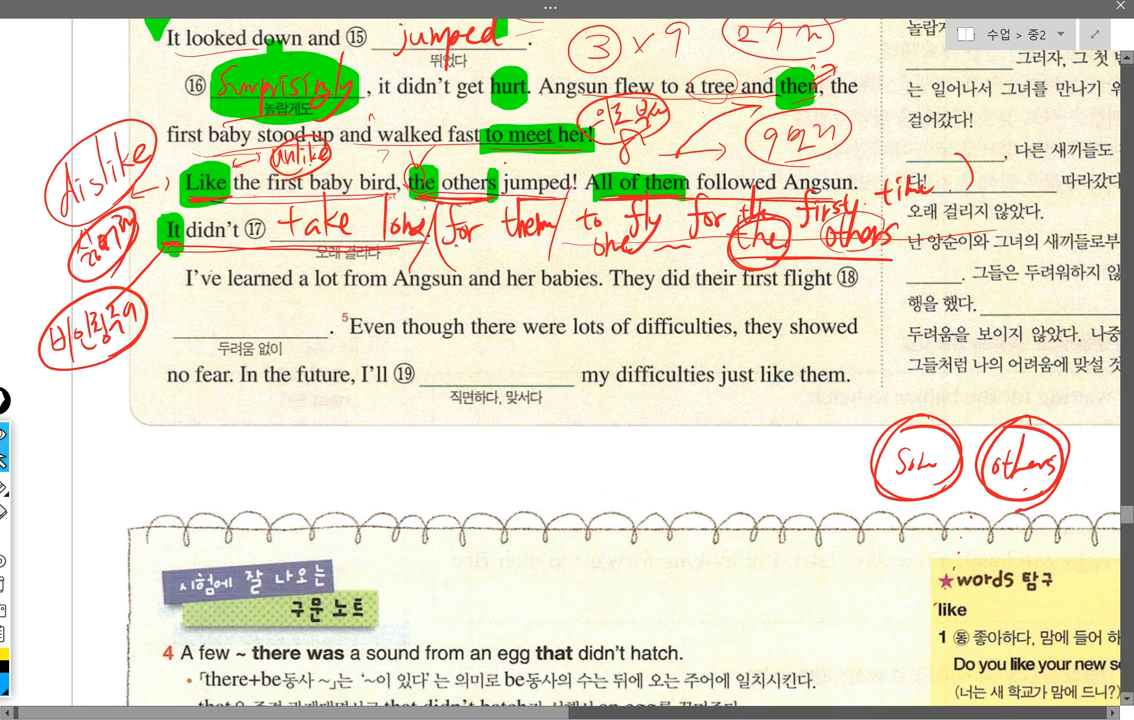 수업 > 중2
It looked down and ⑮ jumped.
뛰었다
③ × 9
⑯ Surprisingly, it didn't get hurt. Angsun flew to a tree and then, the
놀랍게도
first baby stood up and walked fast to meet her!
9번지
dislike
unlike
Like the first baby bird, the others jumped! All of them followed Angsun.
It didn't ⑰ take long for them to fly for the first time
오래 걸리다
one
the others
비인칭주어
I've learned a lot from Angsun and her babies. They did their first flight ⑱
. ⁵Even though there were lots of difficulties, they showed
두려움 없이
no fear. In the future, I'll ⑲ my difficulties just like them.
직면하다, 맞서다
그러자, 그 첫
는 일어나서 그녀를 만나기 위
걸어갔다!
, 다른 새끼들도
따라갔다
오래 걸리지 않았다.
난 앙순이와 그녀의 새끼들로부
. 그들은 두려워하지 않
행을 했다.
두려움을 보이지 않았다. 나중
그들처럼 나의 어려움에 맞설 것
others
시험에 잘 나오는
구문 노트
4 A few ~ there was a sound from an egg that didn't hatch.
• 「there+be동사 ~」는 '~이 있다'는 의미로 be동사의 수는 뒤에 오는 주어에 일치시킨다.
★words 탐구
like
1 ㊌ 좋아하다, 맘에 들어 하
Do you like your new s
(너는 새 학교가 맘에 드니?)